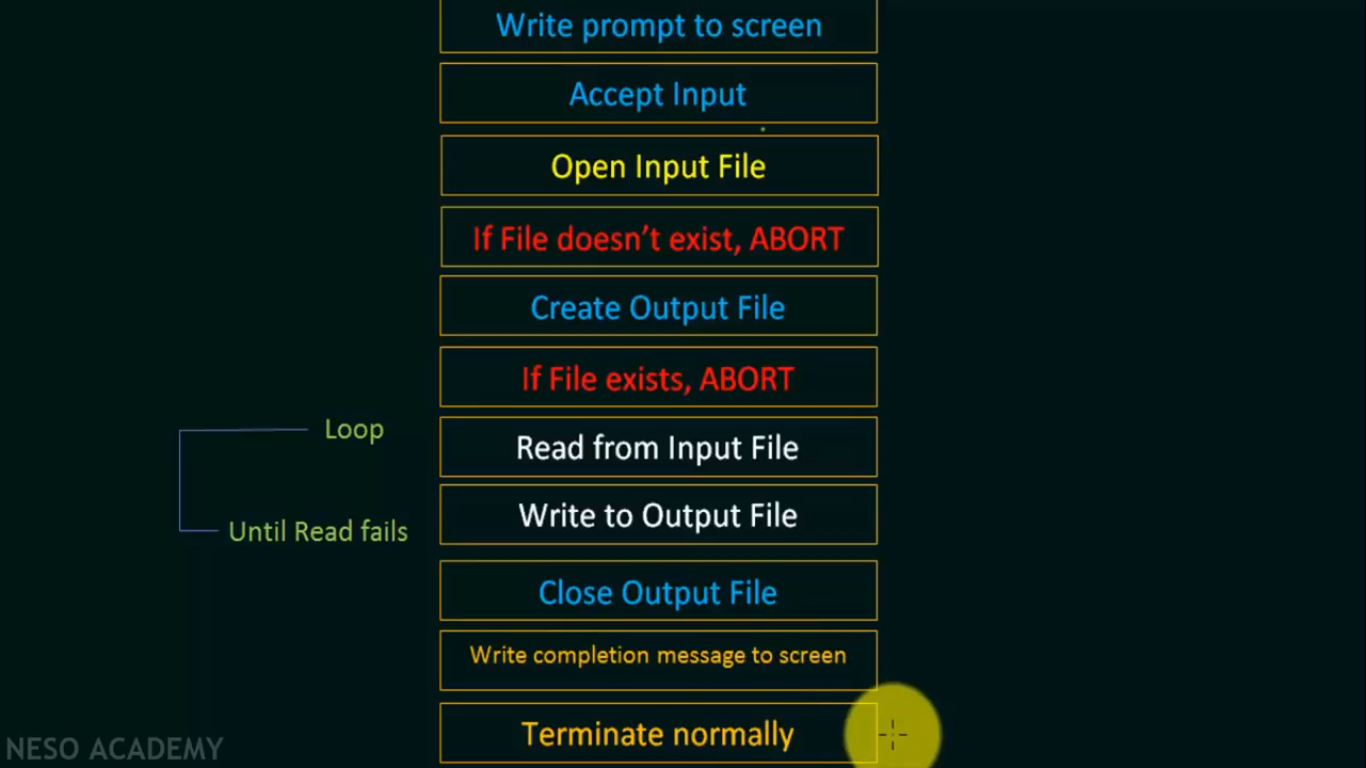 Write prompt to screen
Accept Input
Open Input File
If File doesn't exist, ABORT
Create Output File
If File exists, ABORT
Loop
Read from Input File
Write to Output File
Until Read fails
Close Output File
Write completion message to screen
Terminate normally
NESO ACADEMY